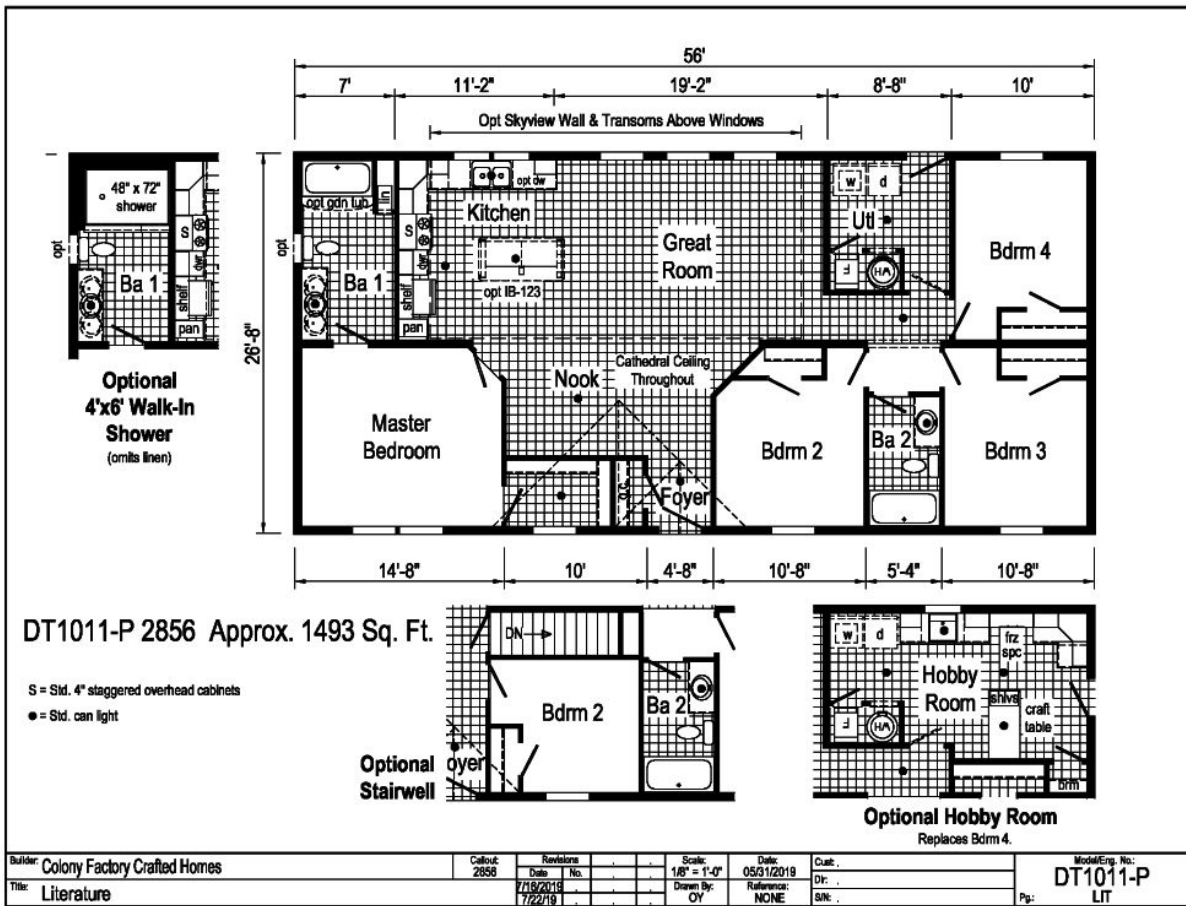 56'
7'
11'-2"
19'-2"
8'-8"
10'
Opt Skyview Wall & Transoms Above Windows
26'-8"
48" x 72"
shower
opt
S
dwr
shelf
pan
Ba 1
Optional
4'x6' Walk-In
Shower
(omits linen)
opt gdn tub
lin
opt
Ba 1
S
dwr
shelf
pan
Kitchen
opt dw
opt IB-123
Great
Room
w
d
Utl
F
WH
Bdrm 4
Cathedral Ceiling
Throughout
Nook
Master
Bedroom
Foyer
Bdrm 2
Ba 2
Bdrm 3
14'-8"
10'
4'-8"
10'-8"
5'-4"
10'-8"
DT1011-P 2856 Approx. 1493 Sq. Ft.
S = Std. 4" staggered overhead cabinets
● = Std. can light
DN
Bdrm 2
Ba 2
oyer
Optional
Stairwell
w
d
frz
spc
Hobby
Room
shlvs
craft
table
F
WH
brm
Optional Hobby Room
Replaces Bdrm 4.
Builder: Colony Factory Crafted Homes
Title: Literature
Callout:
2856
Revisions
Date No.
7/16/2019
7/22/19
Scale:
1/8" = 1'-0"
Drawn By:
OY
Date:
05/31/2019
Reference:
NONE
Cust:
Dlr:
S/N:
Model/Eng. No.:
DT1011-P
Pg.: LIT